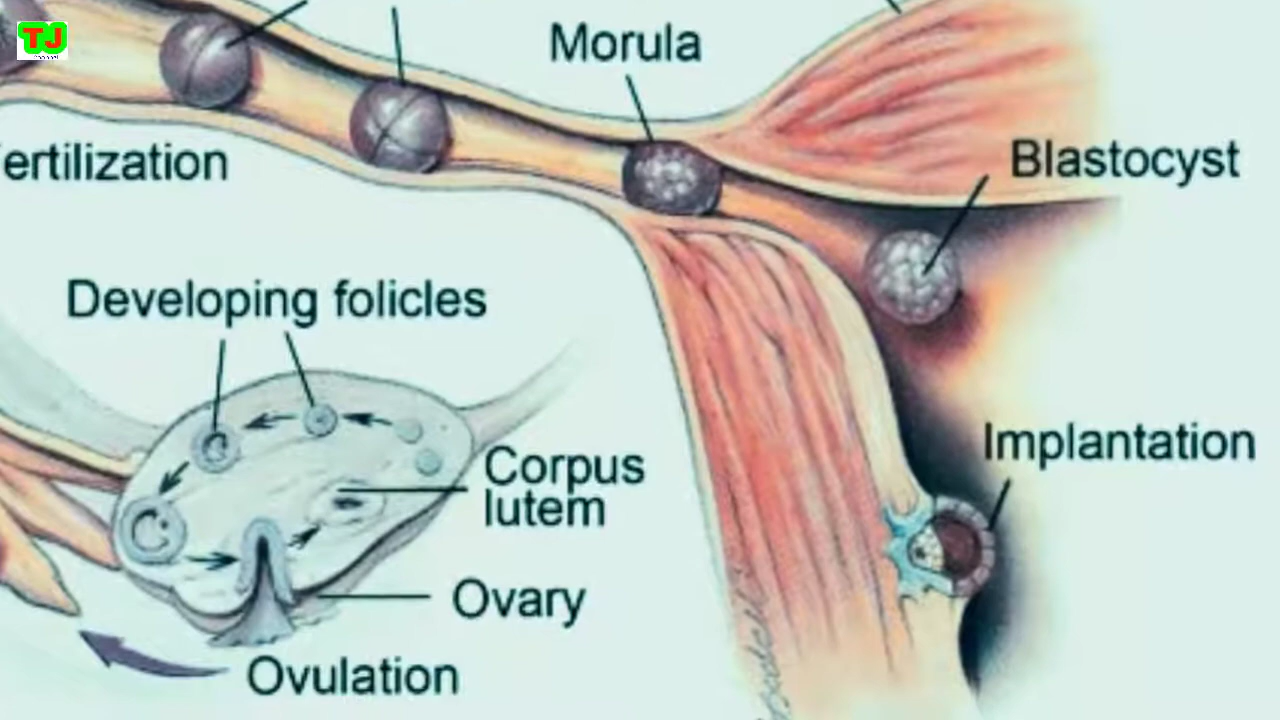 TJ
Morula
ertilization
Blastocyst
Developing folicles
Implantation
Corpus
lutem
Ovary
Ovulation